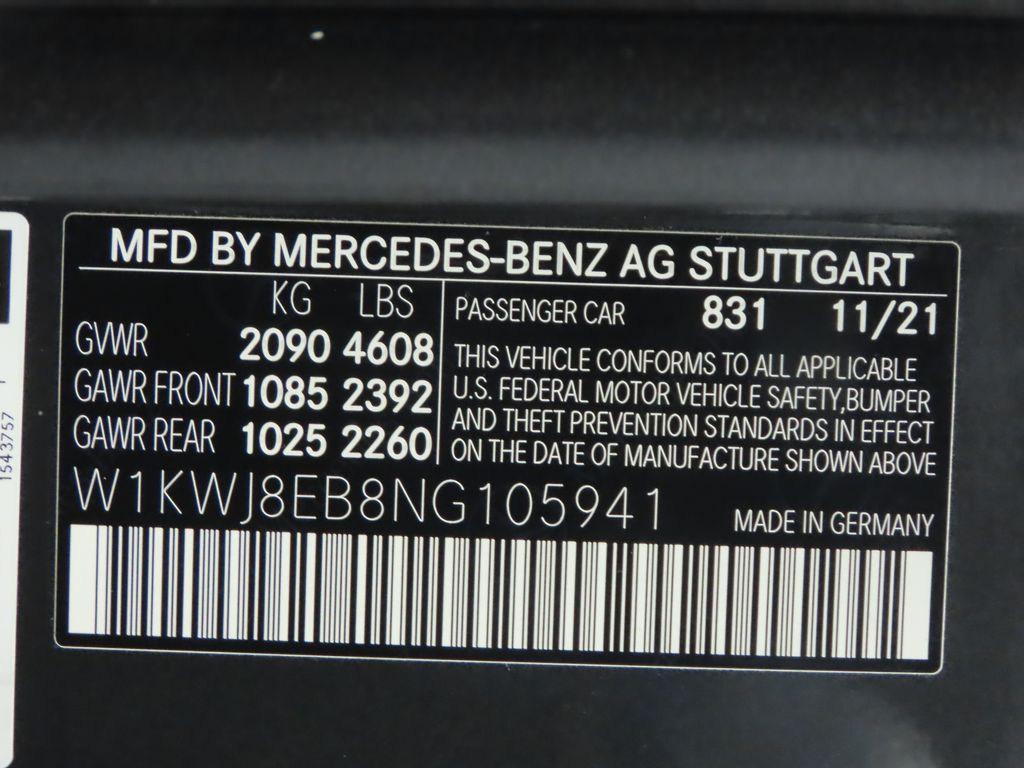 MFD BY MERCEDES-BENZ AG STUTTGART
KG LBS
GVWR 2090 4608
GAWR FRONT 1085 2392
GAWR REAR 1025 2260
PASSENGER CAR 831 11/21
THIS VEHICLE CONFORMS TO ALL APPLICABLE
U.S. FEDERAL MOTOR VEHICLE SAFETY,BUMPER
AND THEFT PREVENTION STANDARDS IN EFFECT
ON THE DATE OF MANUFACTURE SHOWN ABOVE
W1KWJ8EB8NG105941
MADE IN GERMANY
1543757